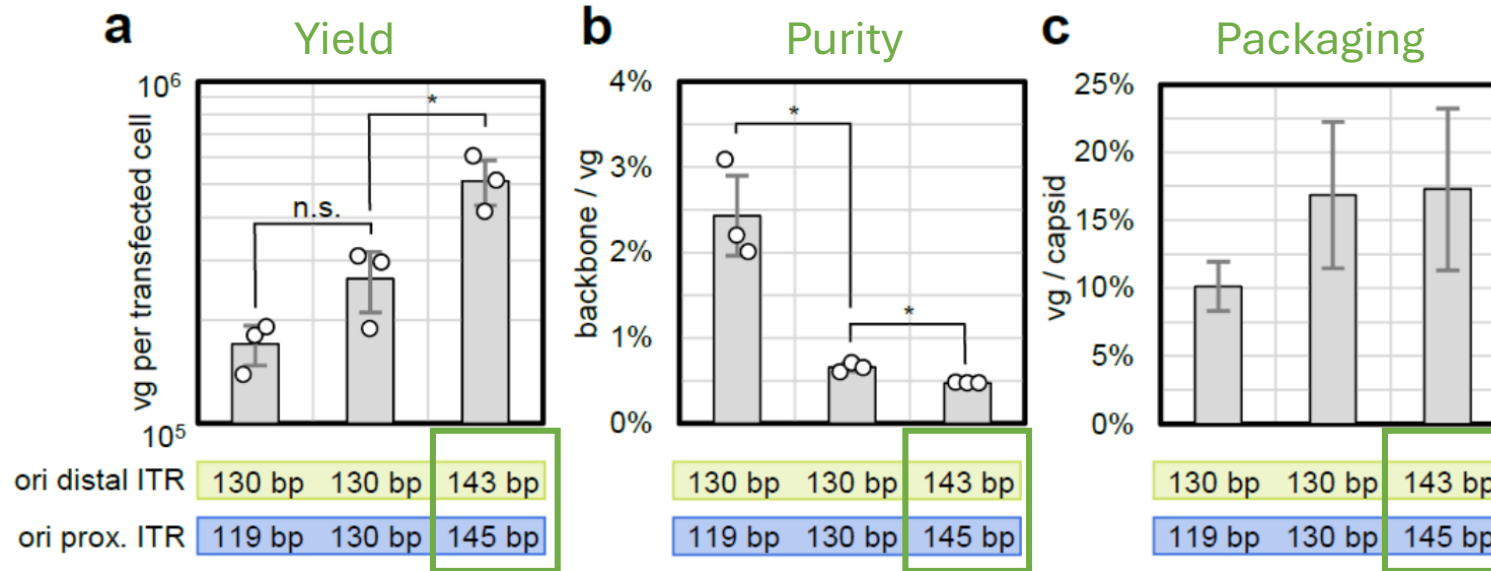 a Yield
vg per transfected cell
10⁶
10⁵
*
n.s.
ori distal ITR 130 bp 130 bp 143 bp
ori prox. ITR 119 bp 130 bp 145 bp
b Purity
backbone / vg
4%
3%
2%
1%
0%
*
*
130 bp 130 bp 143 bp
119 bp 130 bp 145 bp
c Packaging
vg / capsid
25%
20%
15%
10%
5%
0%
130 bp 130 bp 143 bp
119 bp 130 bp 145 bp